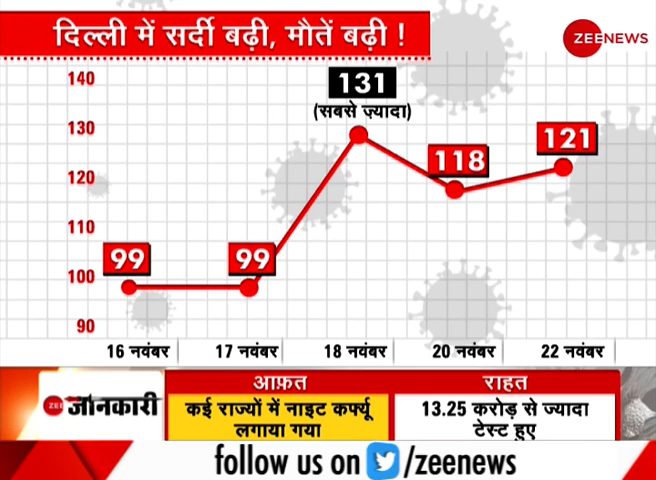 दिल्ली में सर्दी बढ़ी, मौतें बढ़ी !
ZEENEWS
140
130
120
110
100
90
99
99
131
(सबसे ज़्यादा)
118
121
16 नवंबर
17 नवंबर
18 नवंबर
20 नवंबर
22 नवंबर
ZEE जानकारी
आफ़त
कई राज्यों में नाइट कर्फ्यू
लगाया गया
राहत
13.25 करोड़ से ज्यादा
टेस्ट हुए
follow us on /zeenews